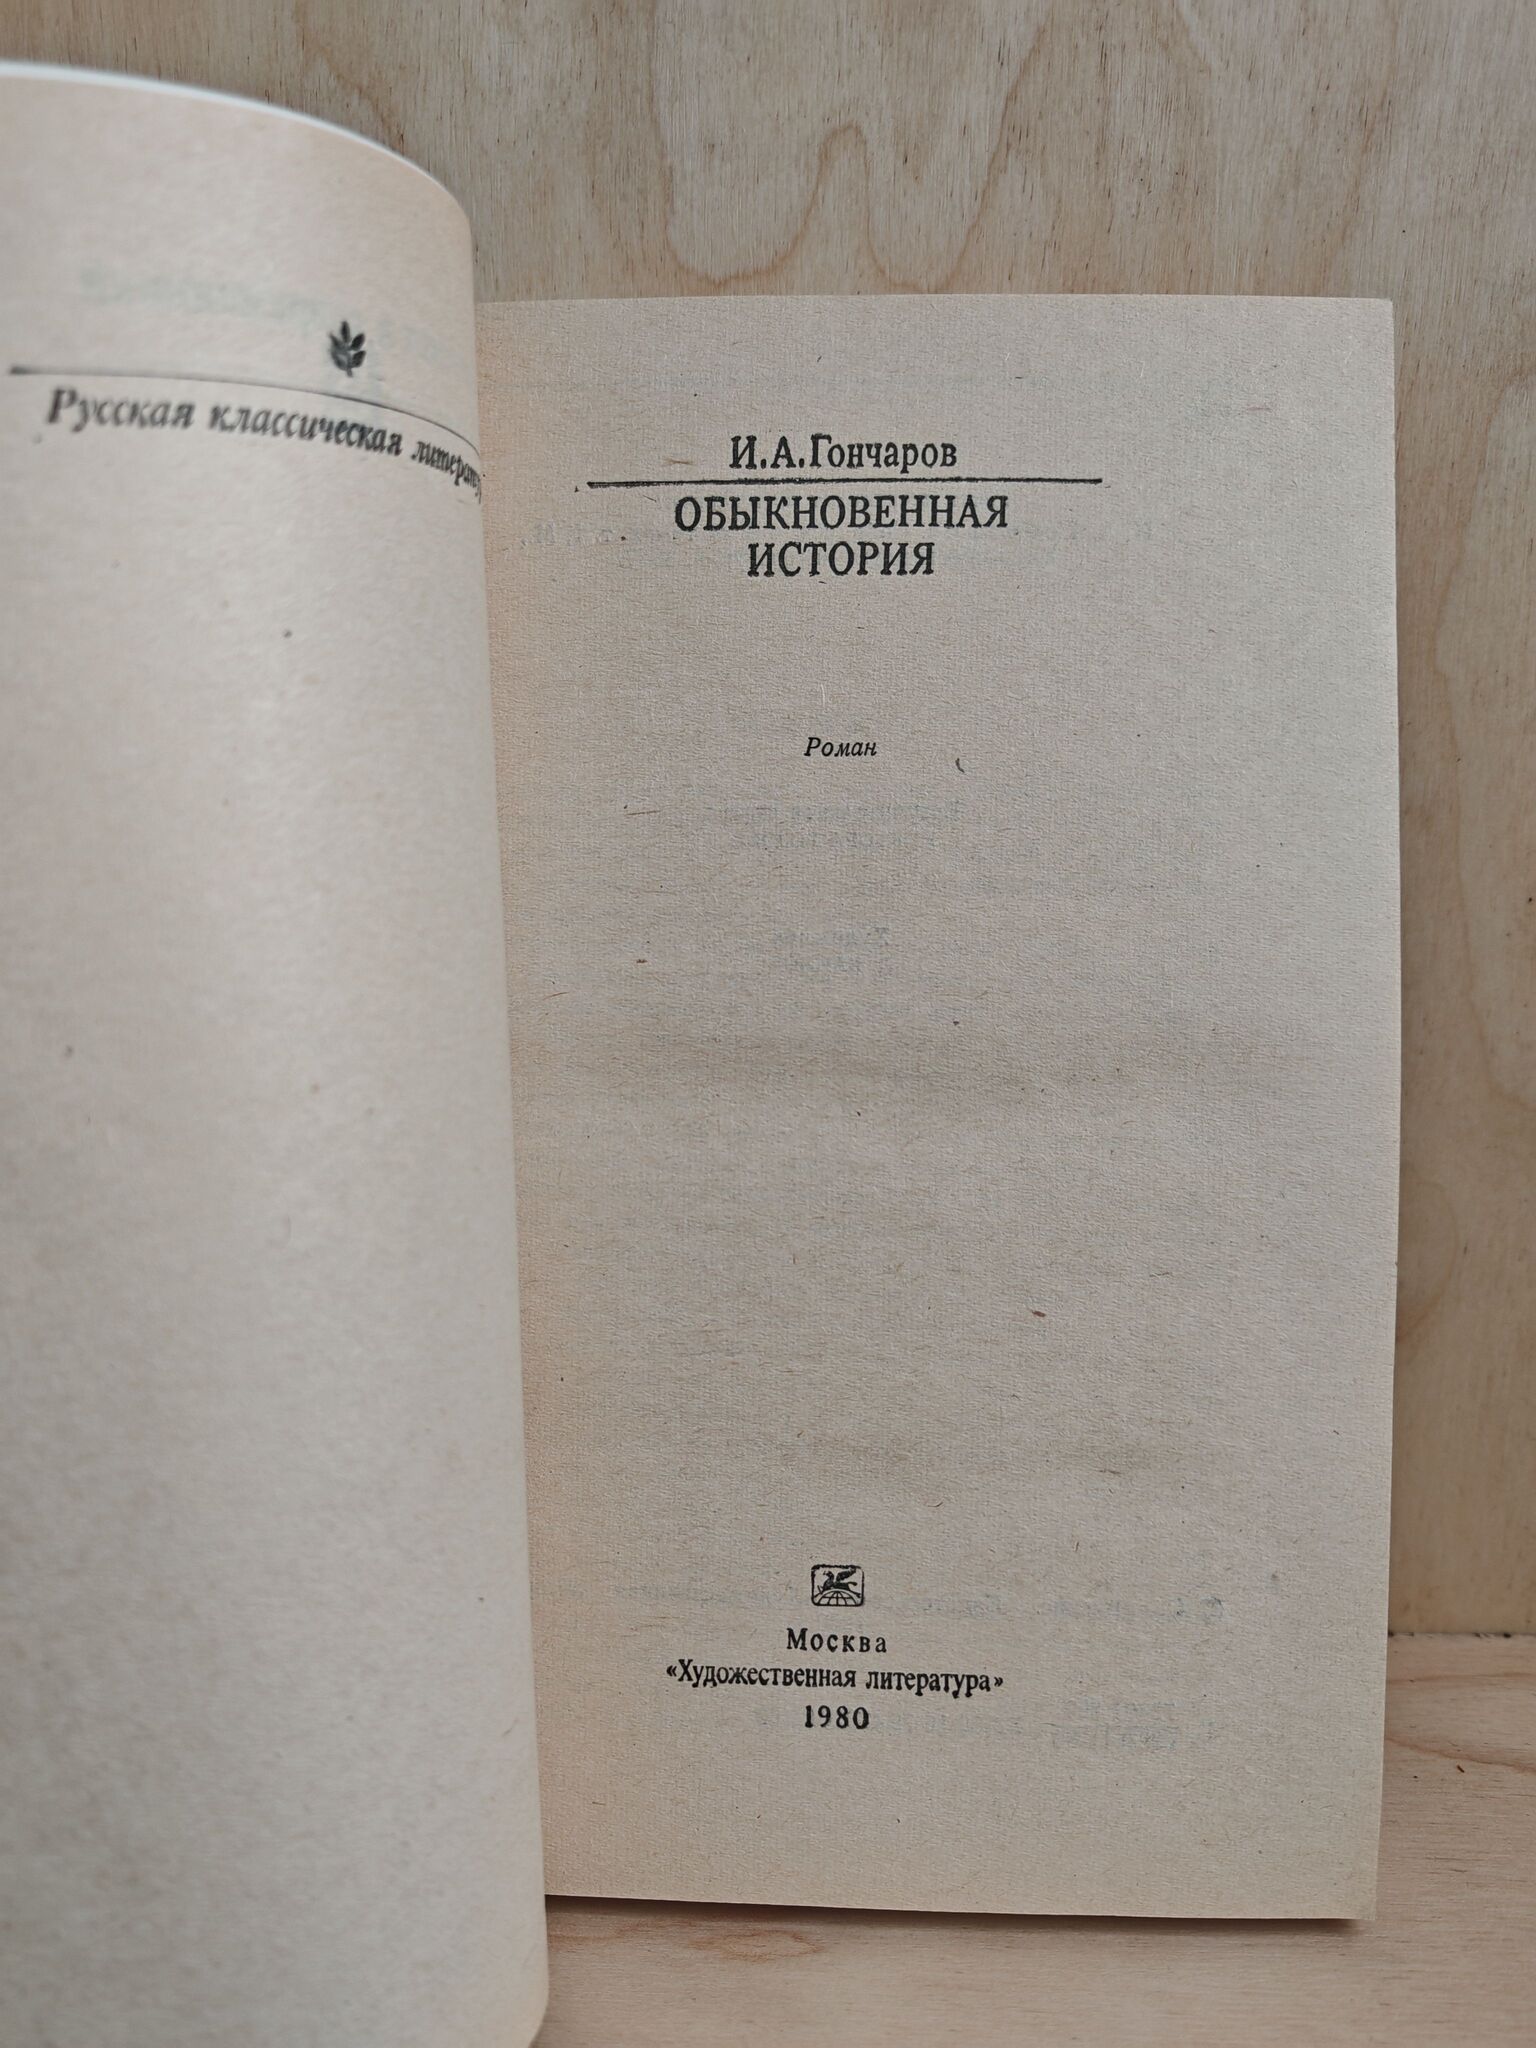 Русская классическая литерату
И.А.Гончаров
ОБЫКНОВЕННАЯ
ИСТОРИЯ
Роман
Москва
«Художественная литература»
1980